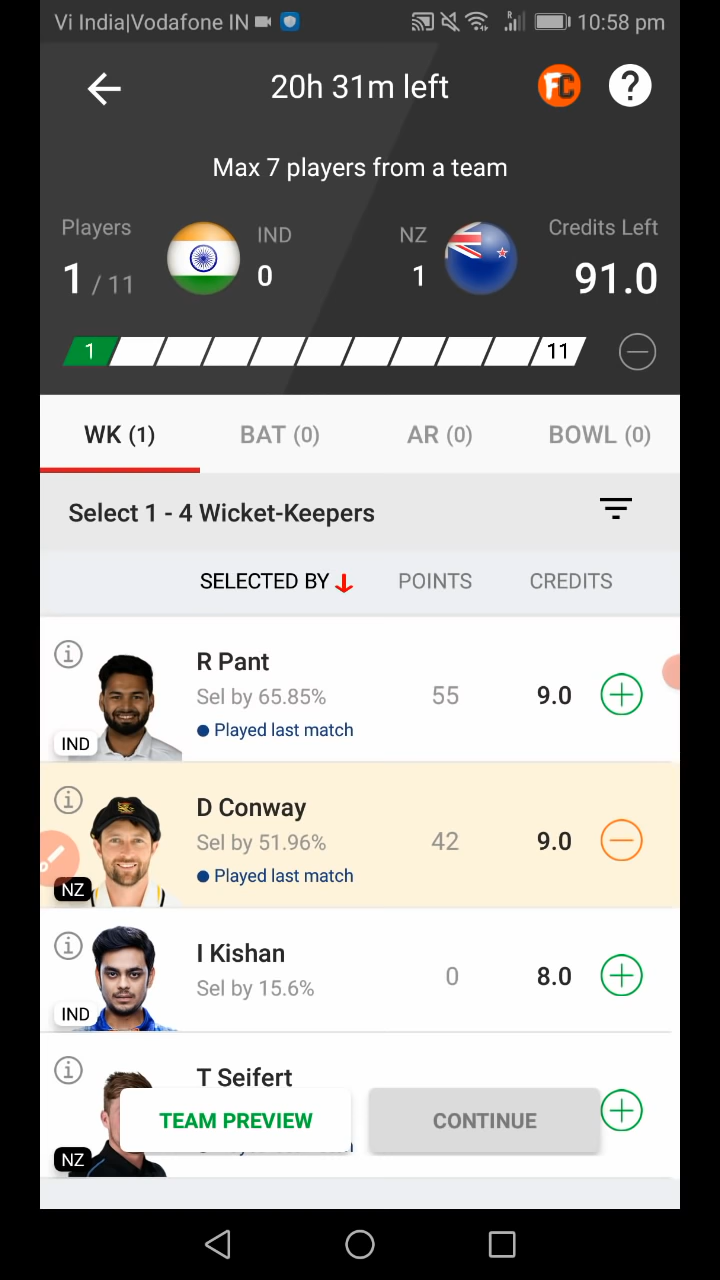 Vi India|Vodafone IN
R
10:58 pm
20h 31m left
FC
?
Max 7 players from a team
Players
IND
NZ
Credits Left
1 / 11
0
1
91.0
1
11
WK (1)
BAT (0)
AR (0)
BOWL (0)
Select 1 - 4 Wicket-Keepers
SELECTED BY
POINTS
CREDITS
R Pant
Sel by 65.85%
55
9.0
Played last match
IND
D Conway
Sel by 51.96%
42
9.0
Played last match
NZ
I Kishan
Sel by 15.6%
0
8.0
IND
T Seifert
TEAM PREVIEW
CONTINUE
NZ